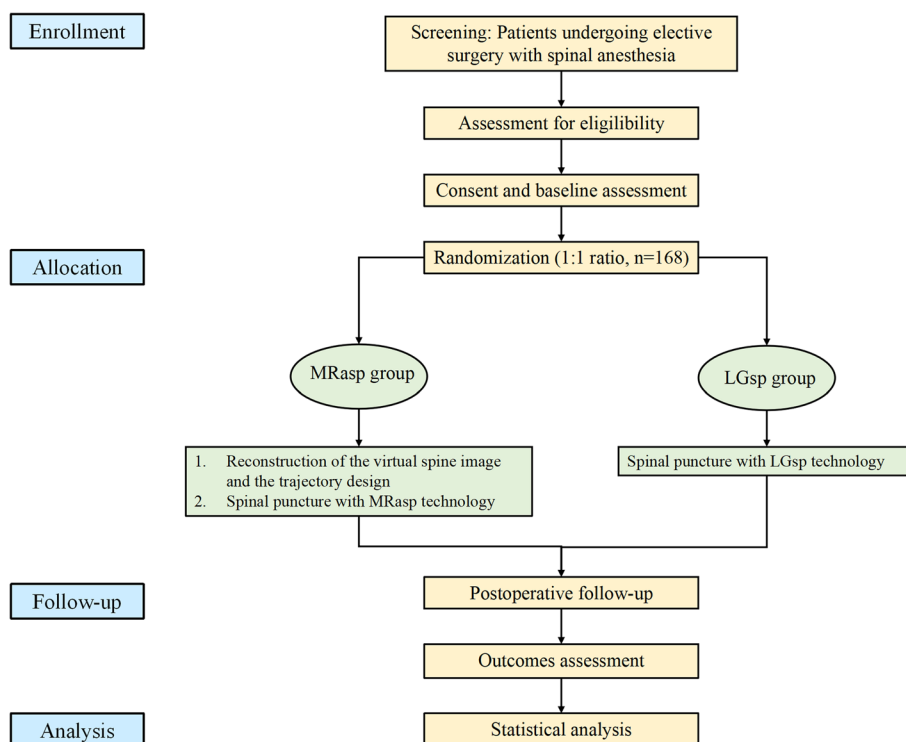 Enrollment
Screening: Patients undergoing elective
surgery with spinal anesthesia
Assessment for eligilibility
Consent and baseline assessment
Allocation
Randomization (1:1 ratio, n=168)
MRasp group
LGsp group
1. Reconstruction of the virtual spine image
and the trajectory design
2. Spinal puncture with MRasp technology
Spinal puncture with LGsp technology
Follow-up
Postoperative follow-up
Outcomes assessment
Analysis
Statistical analysis